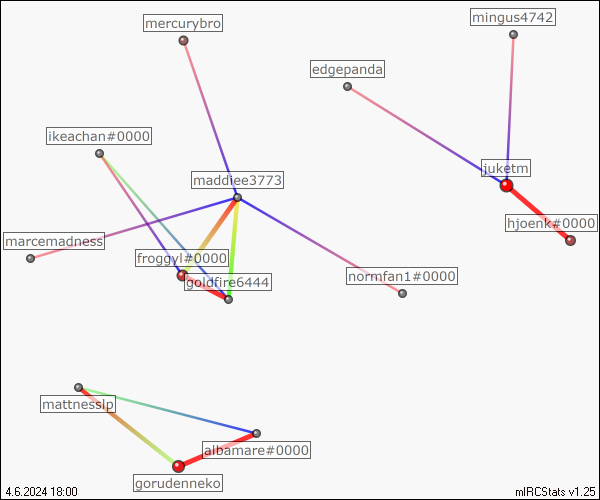 mingus4742
mercurybro
edgepanda
ikeachan#0000
juketm
maddiee3773
hjoenk#0000
marcemadness
froggyl#0000
normfan1#0000
goldfire6444
mattnesslp
albamare#0000
gorudenneko
4.6.2024 18:00
mIRCStats v1.25